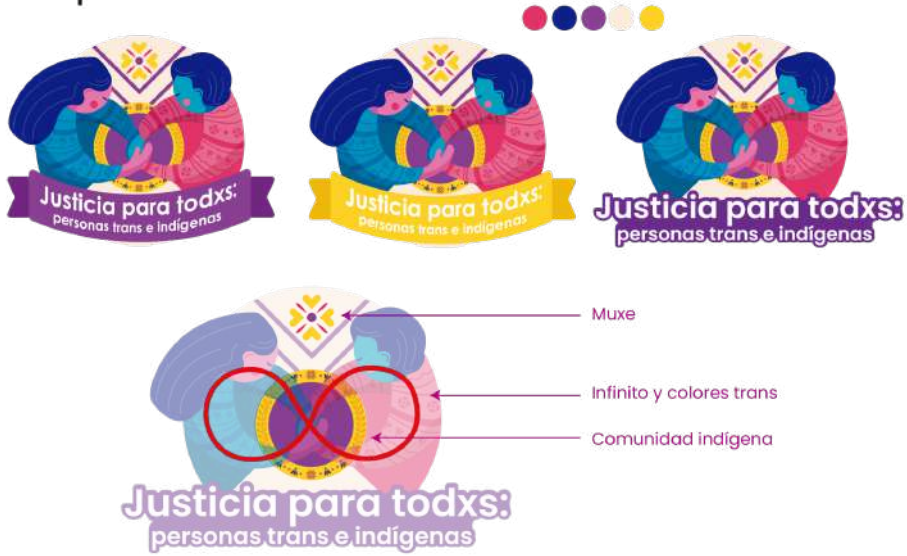 Justicia para todxs:
personas trans e indígenas
Justicia para todxs:
personas trans e indígenas
Justicia para todxs:
personas trans e indígenas
Muxe
Infinito y colores trans
Comunidad indígena
Justicia para todxs:
personas trans e indígenas